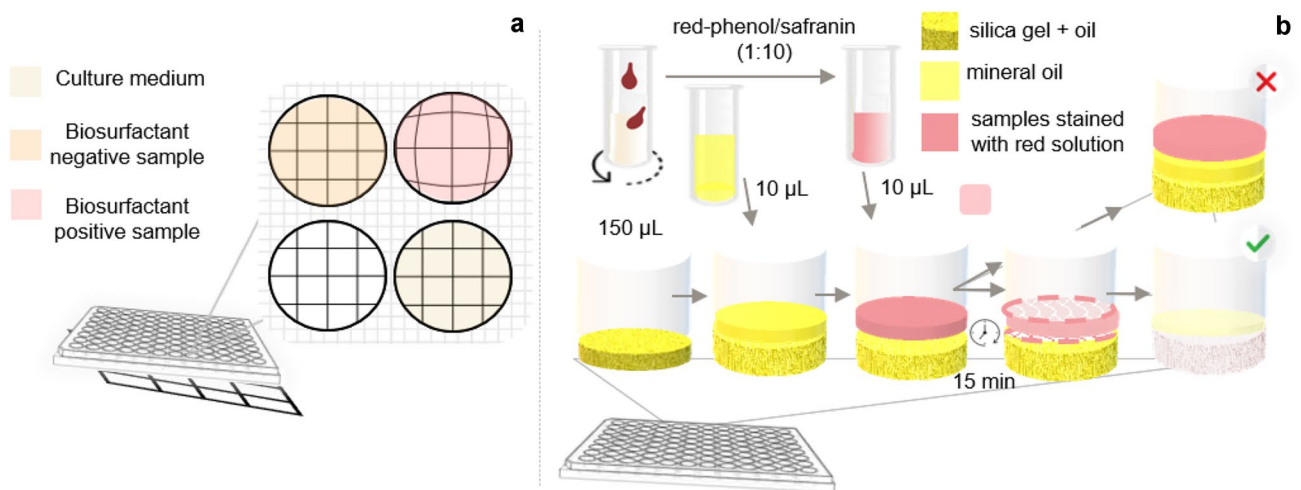 a
Culture medium
Biosurfactant
negative sample
Biosurfactant
positive sample
b
red-phenol/safranin
(1:10)
silica gel + oil
mineral oil
samples stained
with red solution
10 µL
10 µL
150 µL
15 min